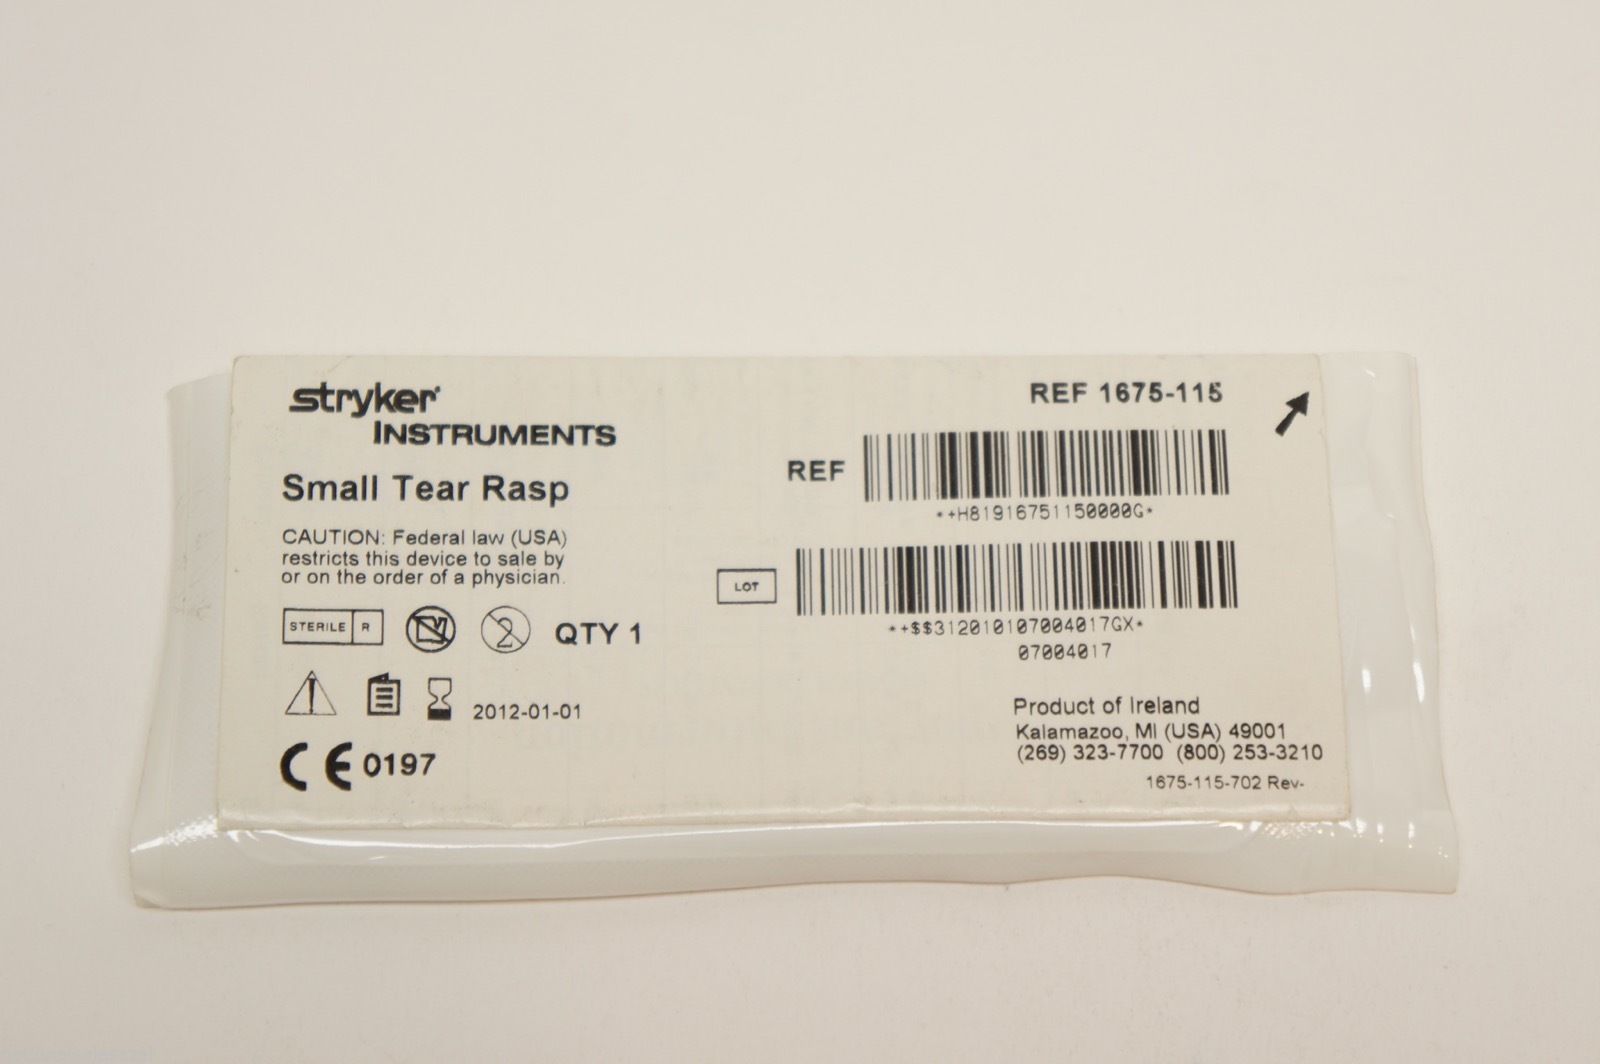 stryker
INSTRUMENTS
Small Tear Rasp
CAUTION: Federal law (USA)
restricts this device to sale by
or on the order of a physician.
STERILE R
2
QTY 1
2012-01-01
CE 0197
REF 1675-115
REF
*+H81916751150000G*
LOT
*+$$312010107004017GX*
07004017
Product of Ireland
Kalamazoo, MI (USA) 49001
(269) 323-7700 (800) 253-3210
1675-115-702 Rev-